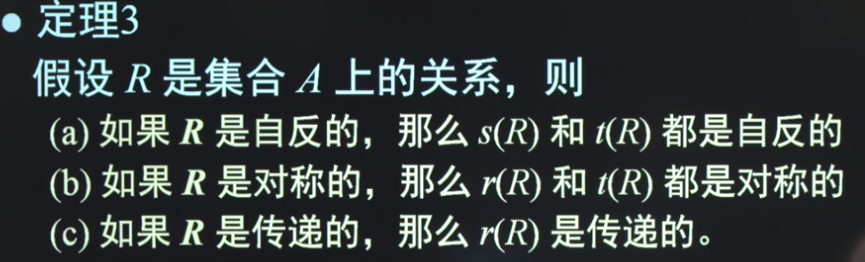 ● 定理3
假设 R 是集合 A 上的关系，则
(a) 如果 R 是自反的，那么 s(R) 和 t(R) 都是自反的
(b) 如果 R 是对称的，那么 r(R) 和 t(R) 都是对称的
(c) 如果 R 是传递的，那么 r(R) 是传递的。